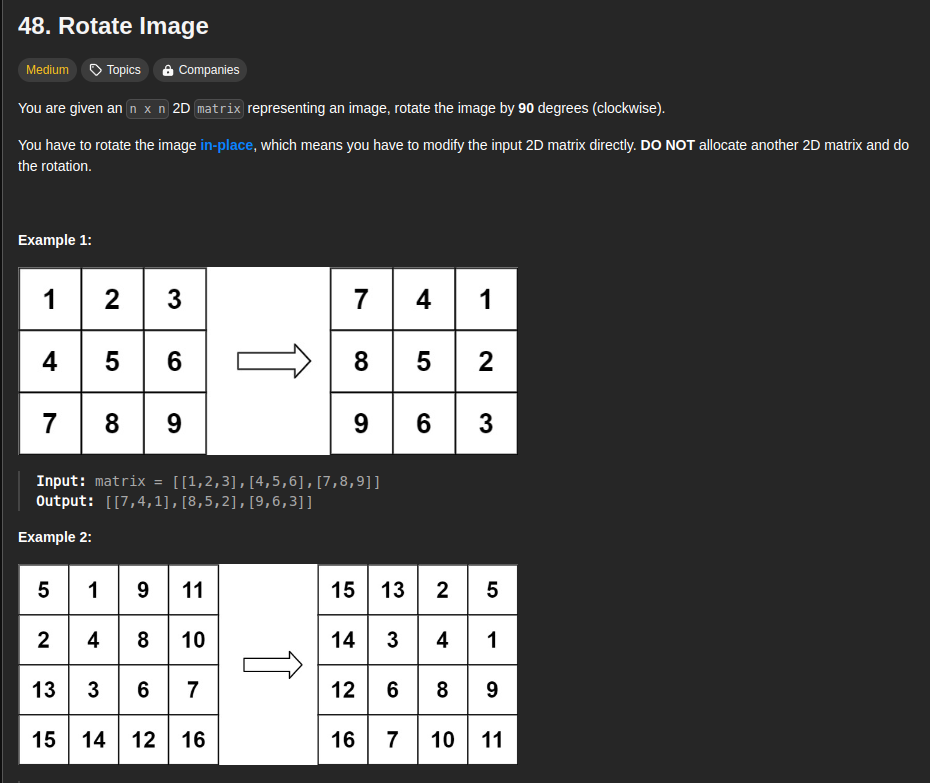 48. Rotate Image
Medium Topics Companies
You are given an n x n 2D matrix representing an image, rotate the image by 90 degrees (clockwise).
You have to rotate the image in-place, which means you have to modify the input 2D matrix directly. DO NOT allocate another 2D matrix and do
the rotation.
Example 1:
1 2 3 7 4 1
4 5 6 8 5 2
7 8 9 9 6 3
Input: matrix = [[1,2,3],[4,5,6],[7,8,9]]
Output: [[7,4,1],[8,5,2],[9,6,3]]
Example 2:
5 1 9 11 15 13 2 5
2 4 8 10 14 3 4 1
13 3 6 7 12 6 8 9
15 14 12 16 16 7 10 11